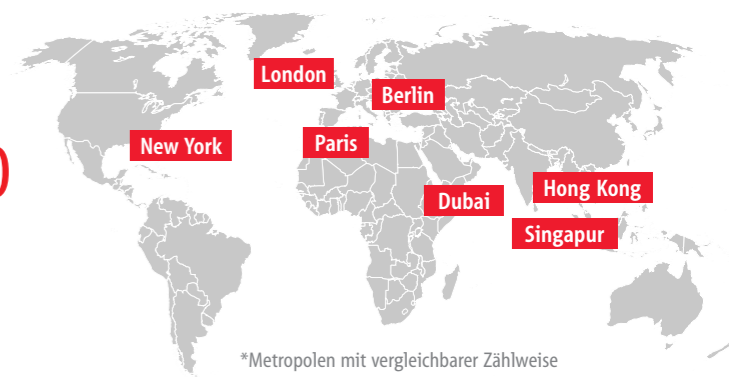 London
Berlin
New York
Paris
Dubai
Hong Kong
Singapur
*Metropolen mit vergleichbarer Zählweise